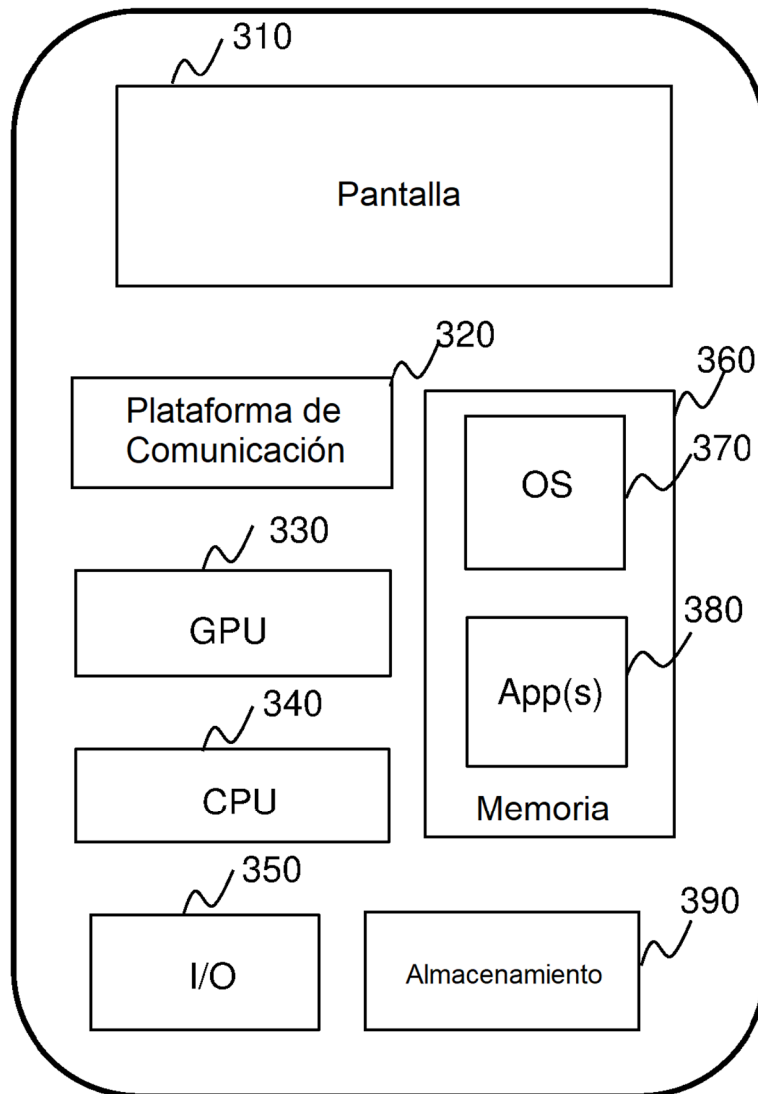 310
Pantalla
320
Plataforma de
Comunicación
360
OS
370
330
GPU
380
App(s)
340
CPU
Memoria
350
I/O
390
Almacenamiento